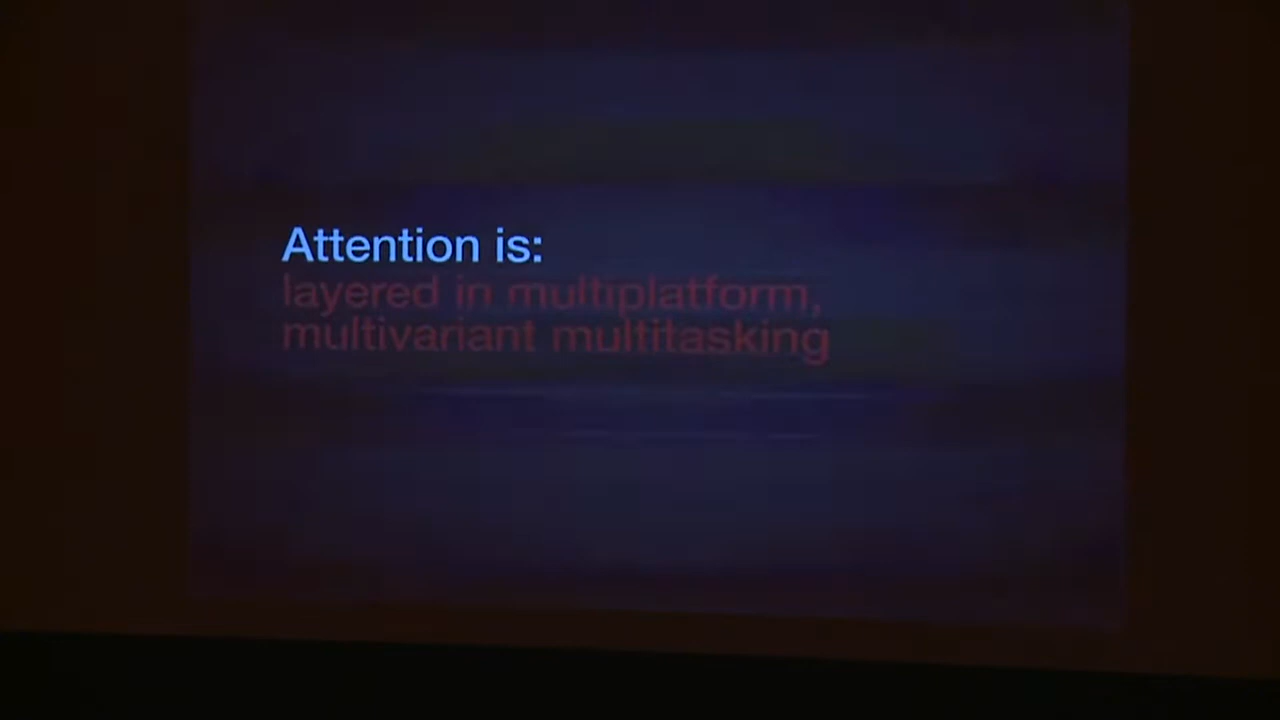 Attention is:
layered in multiplatform,
multivariant multitasking